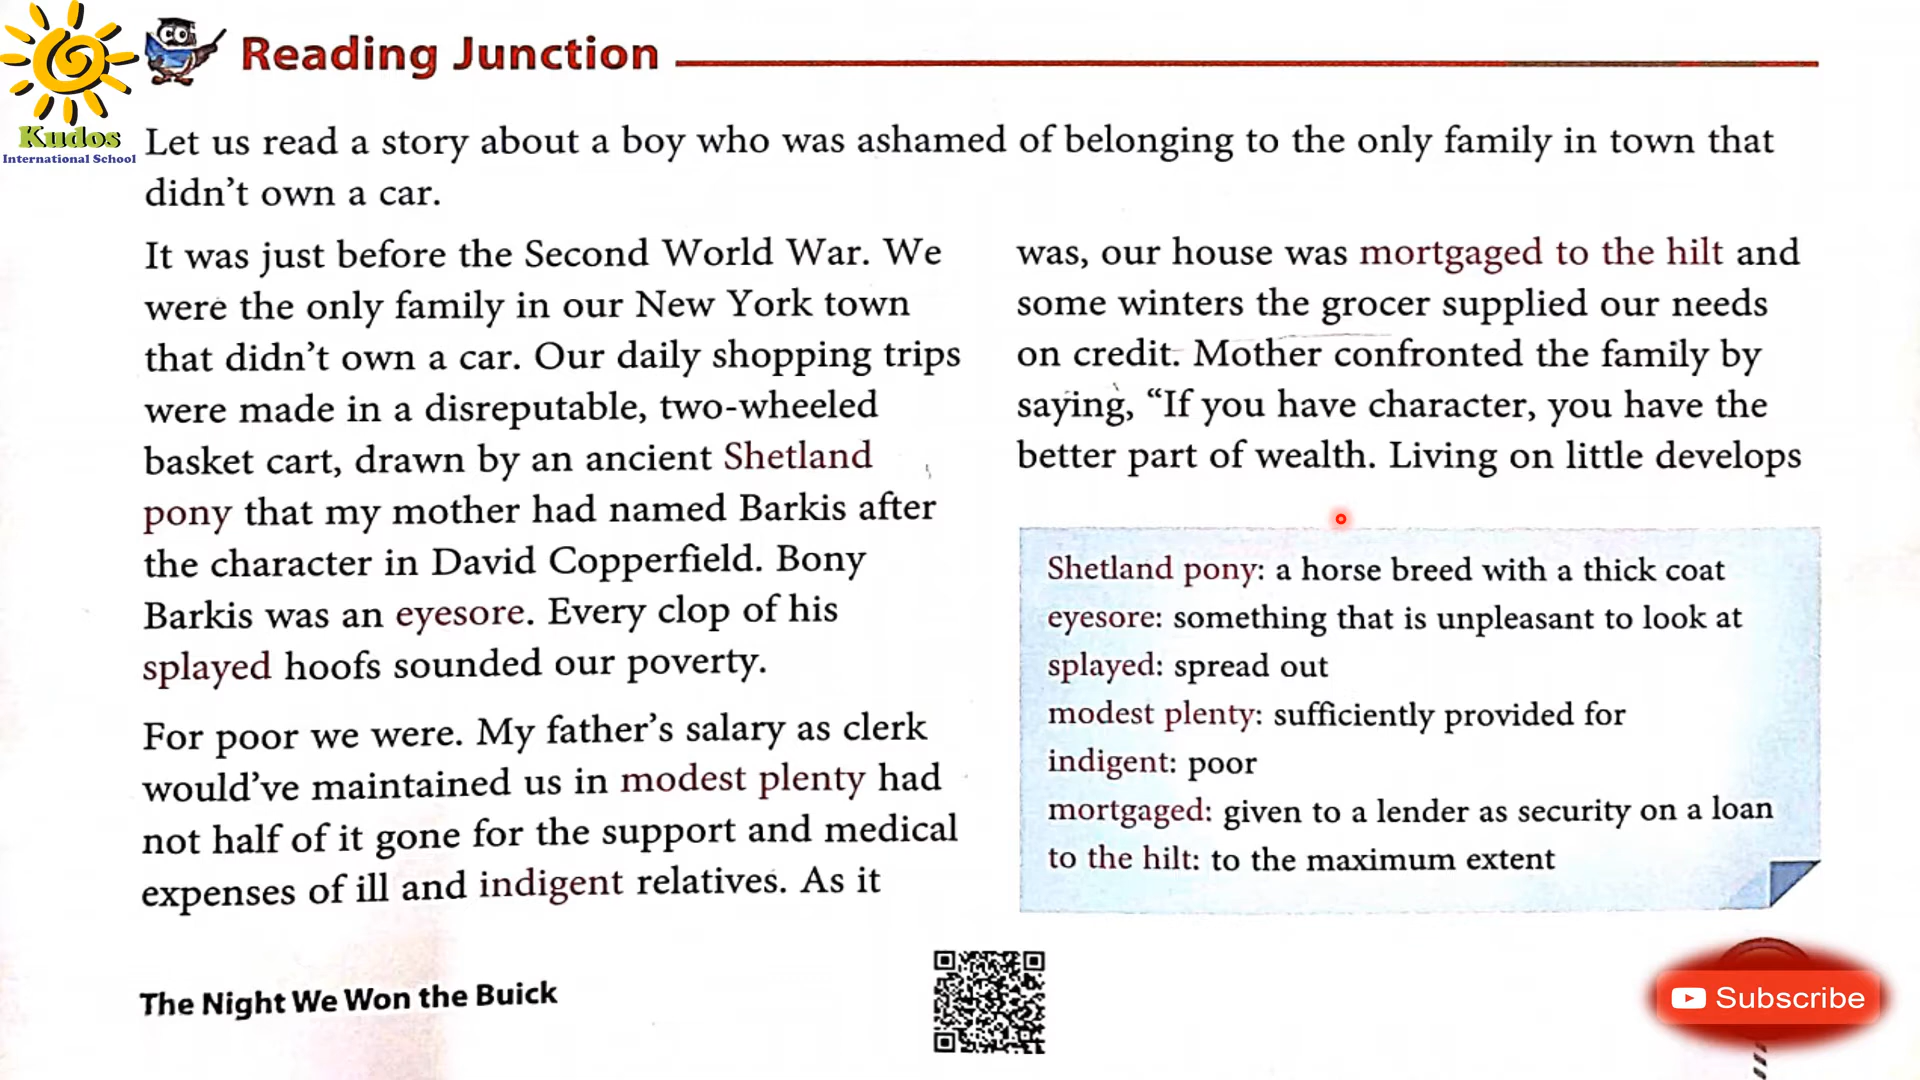 Reading Junction
Kudos
International School
Let us read a story about a boy who was ashamed of belonging to the only family in town that
didn't own a car.
It was just before the Second World War. We
were the only family in our New York town
that didn't own a car. Our daily shopping trips
were made in a disreputable, two-wheeled
basket cart, drawn by an ancient Shetland
pony that my mother had named Barkis after
the character in David Copperfield. Bony
Barkis was an eyesore. Every clop of his
splayed hoofs sounded our poverty.
For poor we were. My father's salary as clerk
would've maintained us in modest plenty had
not half of it gone for the support and medical
expenses of ill and indigent relatives. As it
was, our house was mortgaged to the hilt and
some winters the grocer supplied our needs
on credit. Mother confronted the family by
saying, "If you have character, you have the
better part of wealth. Living on little develops
Shetland pony: a horse breed with a thick coat
eyesore: something that is unpleasant to look at
splayed: spread out
modest plenty: sufficiently provided for
indigent: poor
mortgaged: given to a lender as security on a loan
to the hilt: to the maximum extent
The Night We Won the Buick
Subscribe